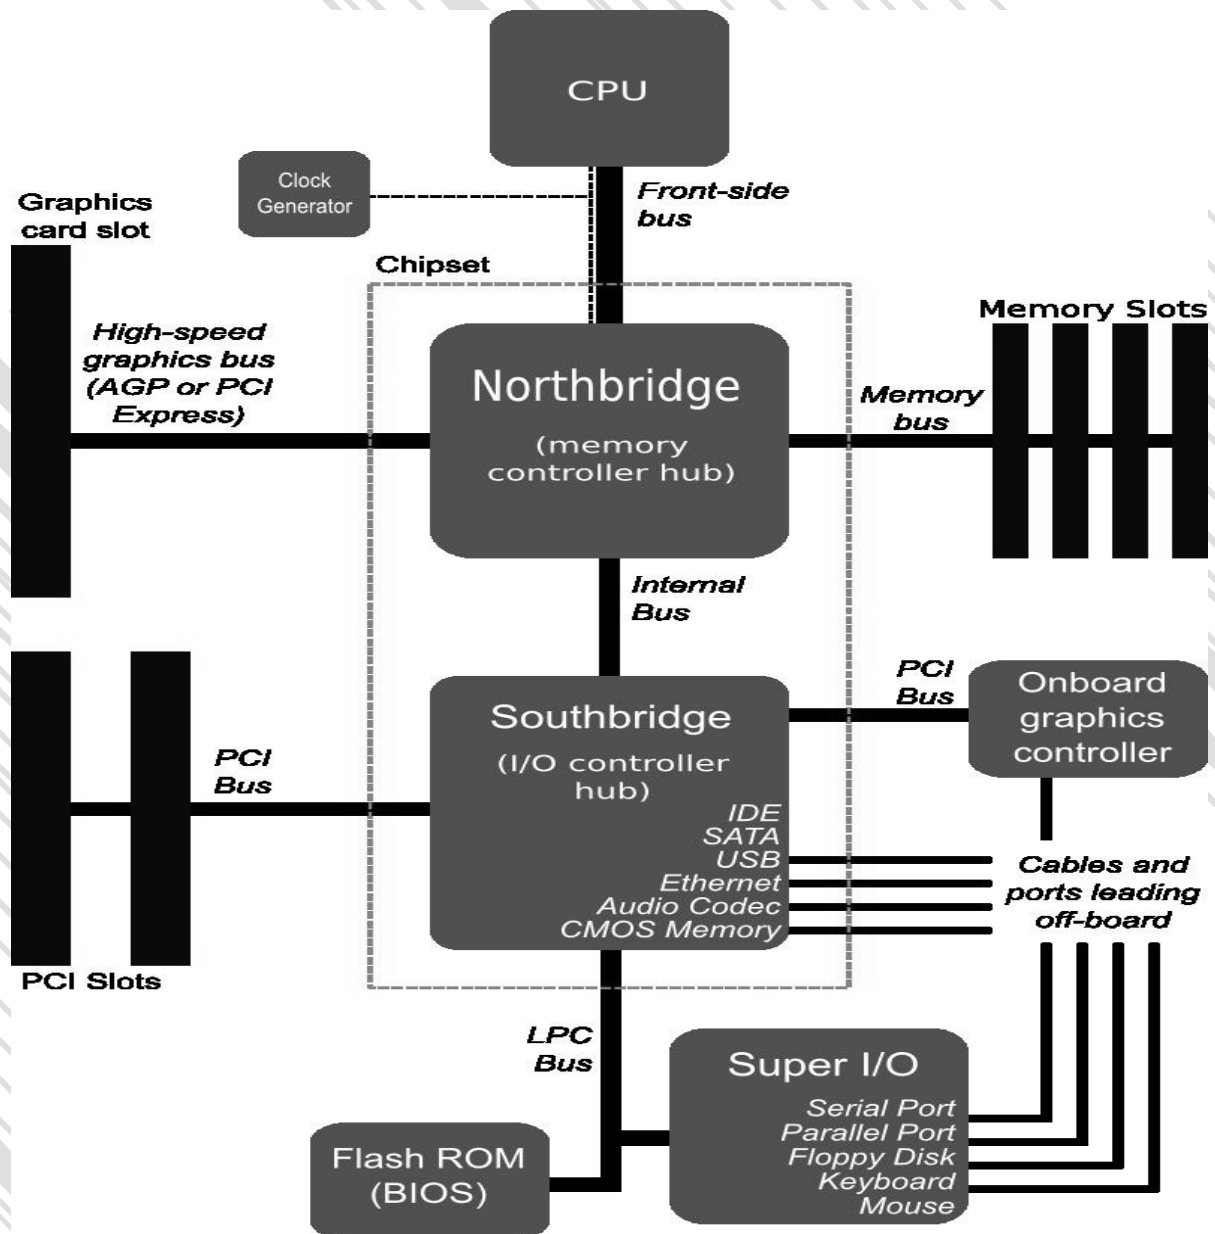 CPU
Clock
Generator
Front-side
bus
Graphics
card slot
Chipset
High-speed
graphics bus
(AGP or PCI
Express)
Northbridge
(memory
controller hub)
Memory
bus
Memory Slots
Internal
Bus
PCI
Bus
Onboard
graphics
controller
Southbridge
(I/O controller
hub)
PCI
Bus
IDE
SATA
USB
Ethernet
Audio Codec
CMOS Memory
Cables and
ports leading
off-board
PCI Slots
LPC
Bus
Super I/O
Serial Port
Parallel Port
Floppy Disk
Keyboard
Mouse
Flash ROM
(BIOS)